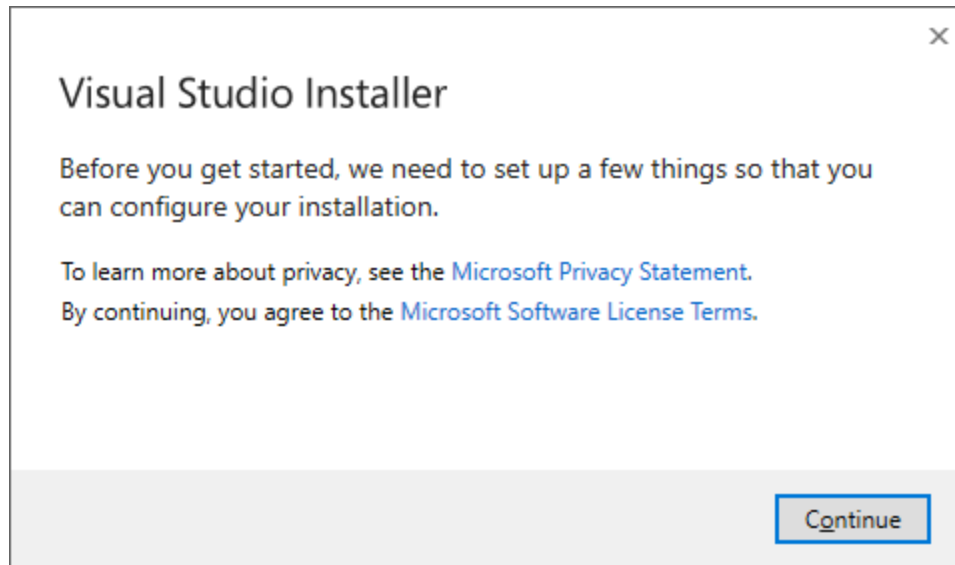 Visual Studio Installer
Before you get started, we need to set up a few things so that you
can configure your installation.
To learn more about privacy, see the Microsoft Privacy Statement.
By continuing, you agree to the Microsoft Software License Terms.
Continue